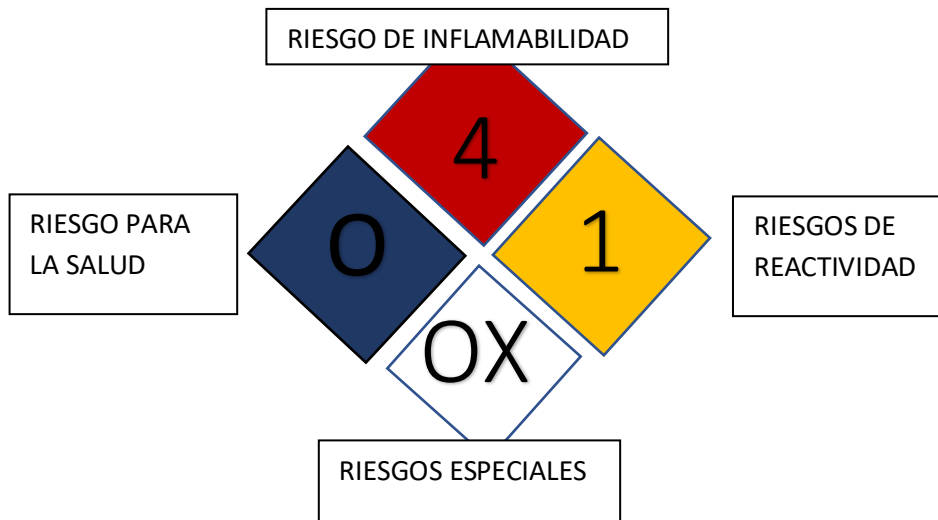 RIESGO DE INFLAMABILIDAD
4
RIESGO PARA
LA SALUD
0
1
RIESGOS DE
REACTIVIDAD
OX
RIESGOS ESPECIALES